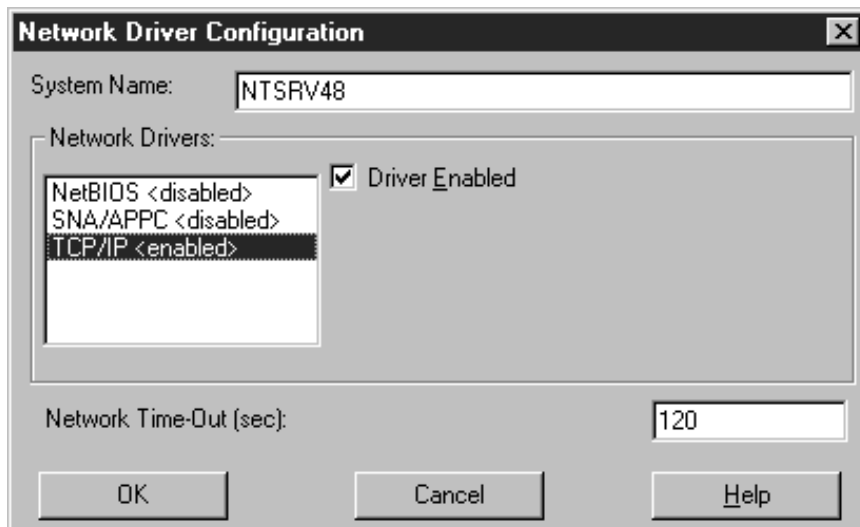 Network Driver Configuration
System Name: NTSRV48
Network Drivers:
NetBIOS <disabled>
SNA/APPC <disabled>
TCP/IP <enabled>
Driver Enabled
Network Time-Out (sec): 120
OK Cancel Help